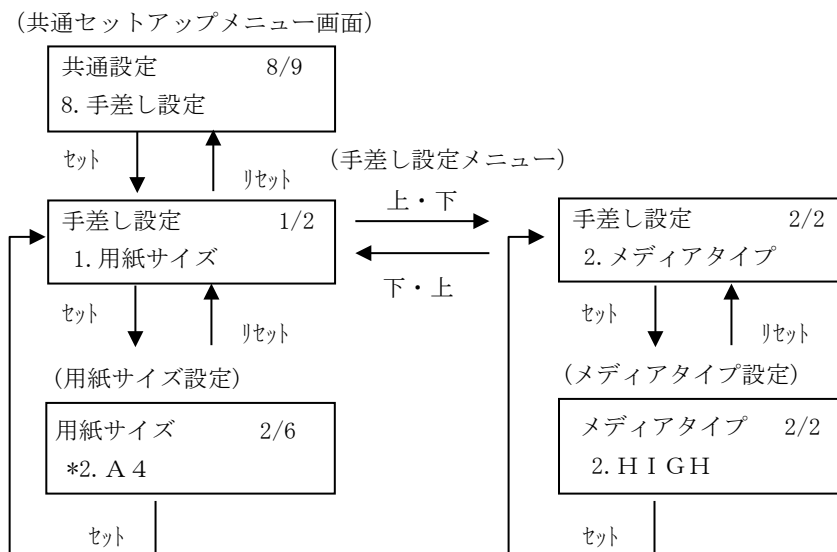 (共通セットアップメニュー画面)
共通設定 8/9
8. 手差し設定
ｾｯﾄ
ﾘｾｯﾄ
(手差し設定メニュー)
手差し設定 1/2
1. 用紙サイズ
上・下
下・上
手差し設定 2/2
2. メディアタイプ
ｾｯﾄ
ﾘｾｯﾄ
ｾｯﾄ
ﾘｾｯﾄ
(用紙サイズ設定)
(メディアタイプ設定)
用紙サイズ 2/6
*2. Ａ４
メディアタイプ 2/2
2. ＨＩＧＨ
ｾｯﾄ
ｾｯﾄ